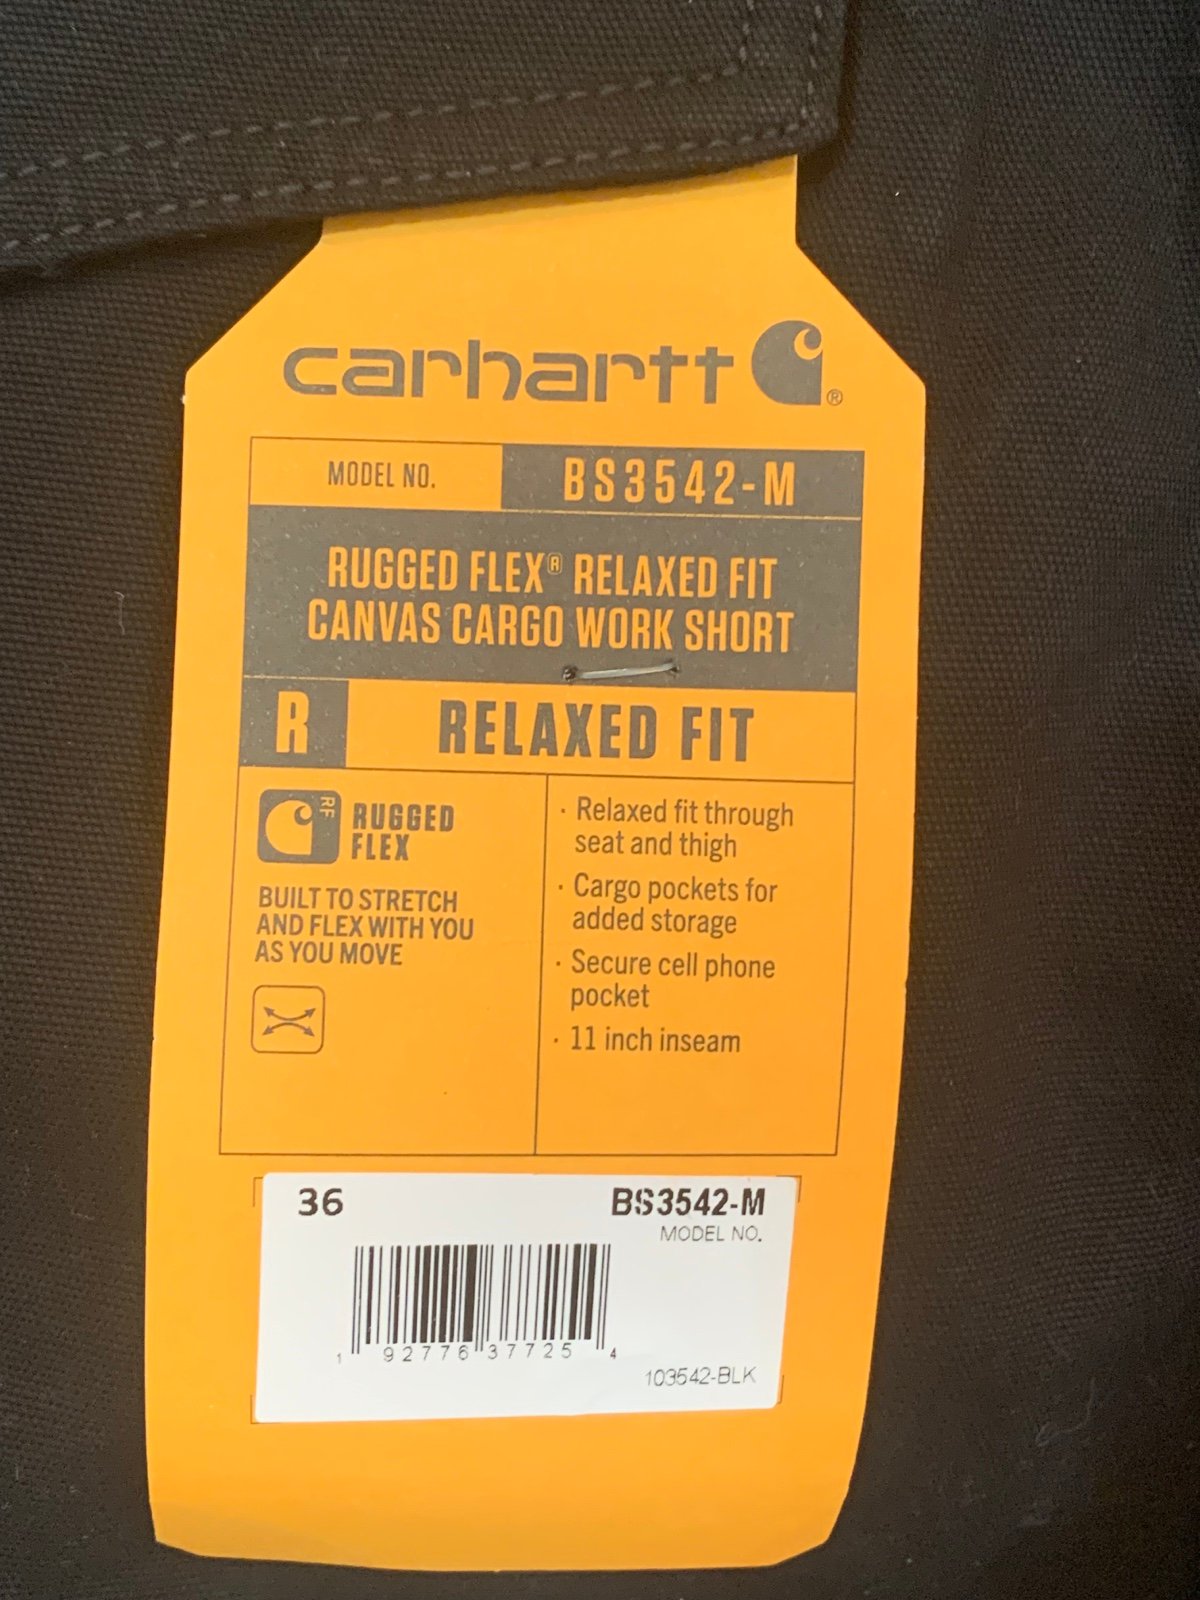 carhartt ®
MODEL NO. BS3542-M
RUGGED FLEX® RELAXED FIT
CANVAS CARGO WORK SHORT
R RELAXED FIT
RF
RUGGED
FLEX
BUILT TO STRETCH
AND FLEX WITH YOU
AS YOU MOVE
· Relaxed fit through
seat and thigh
· Cargo pockets for
added storage
· Secure cell phone
pocket
· 11 inch inseam
36 BS3542-M
MODEL NO.
1 92776 37725 4
103542-BLK